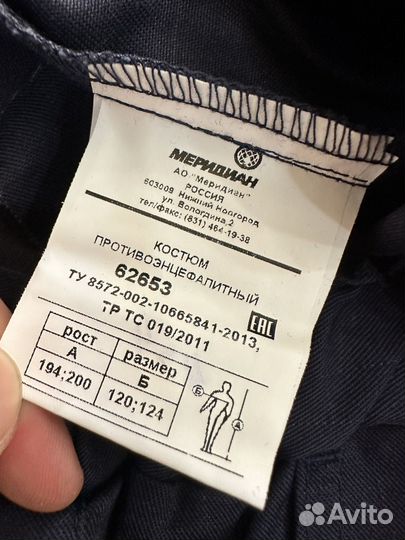 МЕРИДИАН
АО "Меридиан"
РОССИЯ
603009 Нижний Новгород
ул. Вологдина,2
тел/факс: (831) 464-19-38
КОСТЮМ
ПРОТИВОЭНЦЕФАЛИТНЫЙ
62653
ТУ 8572-002-10665841-2013,
ТР ТС 019/2011
ЕАС
рост размер
А Б
194;200 120;124
Б А
Avito